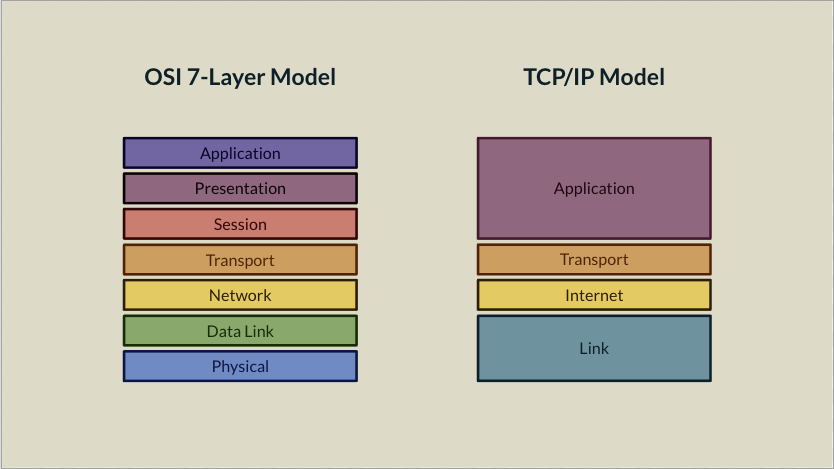 OSI 7-Layer Model
Application
Presentation
Session
Transport
Network
Data Link
Physical
TCP/IP Model
Application
Transport
Internet
Link